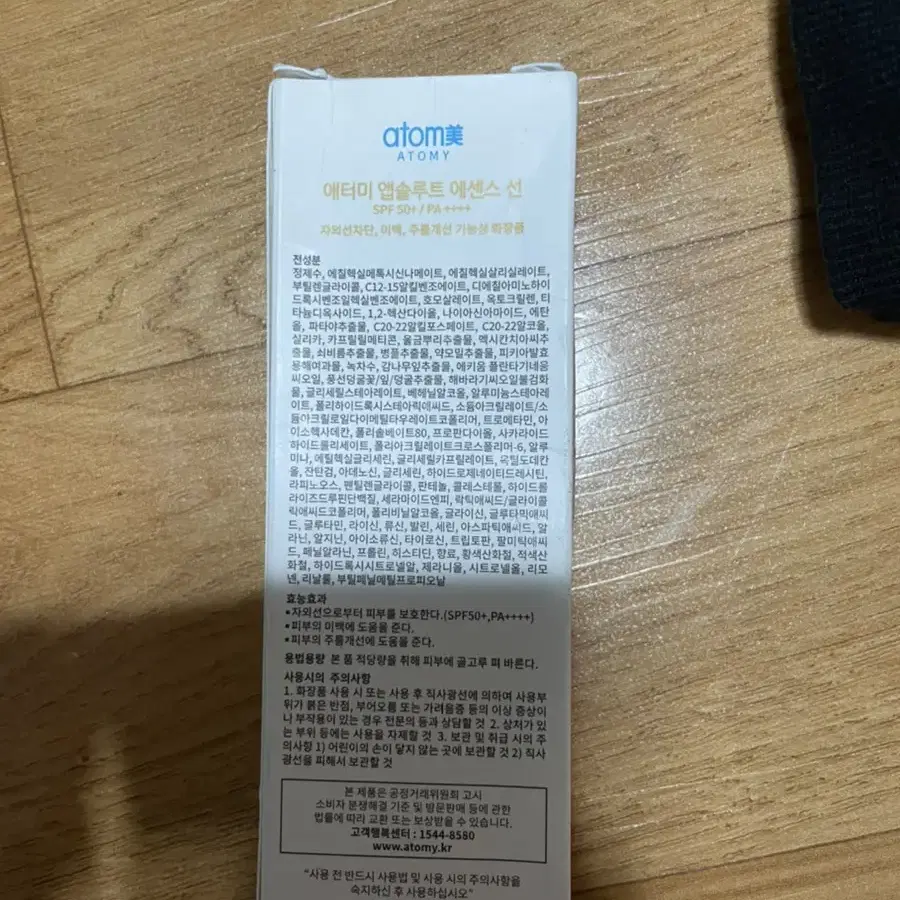 atom美
ATOMY
애터미 앱솔루트 에센스 선
SPF 50+ / PA ++++
자외선차단, 미백, 주름개선 기능성 화장품
전성분
정제수, 에칠헥실메톡시신나메이트, 에칠헥실살리실레이트,
부틸렌글라이콜, C12-15알킬벤조에이트, 디에칠아미노하이
드록시벤조일헥실벤조에이트, 호모살레이트, 옥토크릴렌, 티
타늄디옥사이드, 1,2-헥산다이올, 나이아신아마이드, 에탄
올, 파타야추출물, C20-22알킬포스페이트, C20-22알코올,
실리카, 카프릴릴메티콘, 울금뿌리추출물, 멕시칸치아씨추
출물, 쇠비름추출물, 병풀추출물, 약모밀추출물, 피키아발효
용해여과물, 녹차수, 감나무잎추출물, 에키움 플란타기네움
씨오일, 풍선덩굴꽃/잎/덩굴추출물, 해바라기씨오일불검화
물, 글리세릴스테아레이트, 베헤닐알코올, 알루미늄스테아레
이트, 폴리하이드록시스테아릭애씨드, 소듐아크릴레이트/소
듐아크릴로일다이메틸타우레이트코폴리머, 트로메타민, 아
이소헥사데칸, 폴리솔베이트80, 프로판다이올, 사카라이드
하이드롤리세이트, 폴리아크릴레이트크로스폴리머-6, 알루
미나, 에틸헥실글리세린, 글리세릴카프릴레이트, 옥틸도데칸
올, 잔탄검, 아데노신, 글리세린, 하이드로제네이티드레시틴,
라피노오스, 펜틸렌글라이콜, 판테놀, 콜레스테롤, 하이드롤
라이즈드루핀단백질, 세라마이드엔피, 락틱애씨드/글라이콜
릭애씨드코폴리머, 폴리비닐알코올, 글라이신, 글루타믹애씨
드, 글루타민, 라이신, 류신, 발린, 세린, 아스파틱애씨드, 알
라닌, 알지닌, 아이소류신, 타이로신, 트립토판, 팔미틱애씨
드, 페닐알라닌, 프롤린, 히스티딘, 향료, 황색산화철, 적색산
화철, 하이드록시시트로넬알, 제라니올, 시트로넬올, 리모
넨, 리날룰, 부틸페닐메틸프로피오날
효능효과
•자외선으로부터 피부를 보호한다.(SPF50+,PA++++)
•피부의 미백에 도움을 준다.
•피부의 주름개선에 도움을 준다.
용법용량 본 품 적당량을 취해 피부에 골고루 펴 바른다.
사용시의 주의사항
1. 화장품 사용 시 또는 사용 후 직사광선에 의하여 사용부
위가 붉은 반점, 부어오름 또는 가려움증 등의 이상 증상이
나 부작용이 있는 경우 전문의 등과 상담할 것 2. 상처가 있
는 부위 등에는 사용을 자제할 것 3. 보관 및 취급 시의 주
의사항 1) 어린이의 손이 닿지 않는 곳에 보관할 것 2) 직사
광선을 피해서 보관할 것
본 제품은 공정거래위원회 고시
소비자 분쟁해결 기준 및 방문판매 등에 관한
법률에 따라 교환 또는 보상받을 수 있습니다.
고객행복센터 : 1544-8580
www.atomy.kr
"사용 전 반드시 사용법 및 사용 시의 주의사항을
숙지하신 후 사용하십시오"